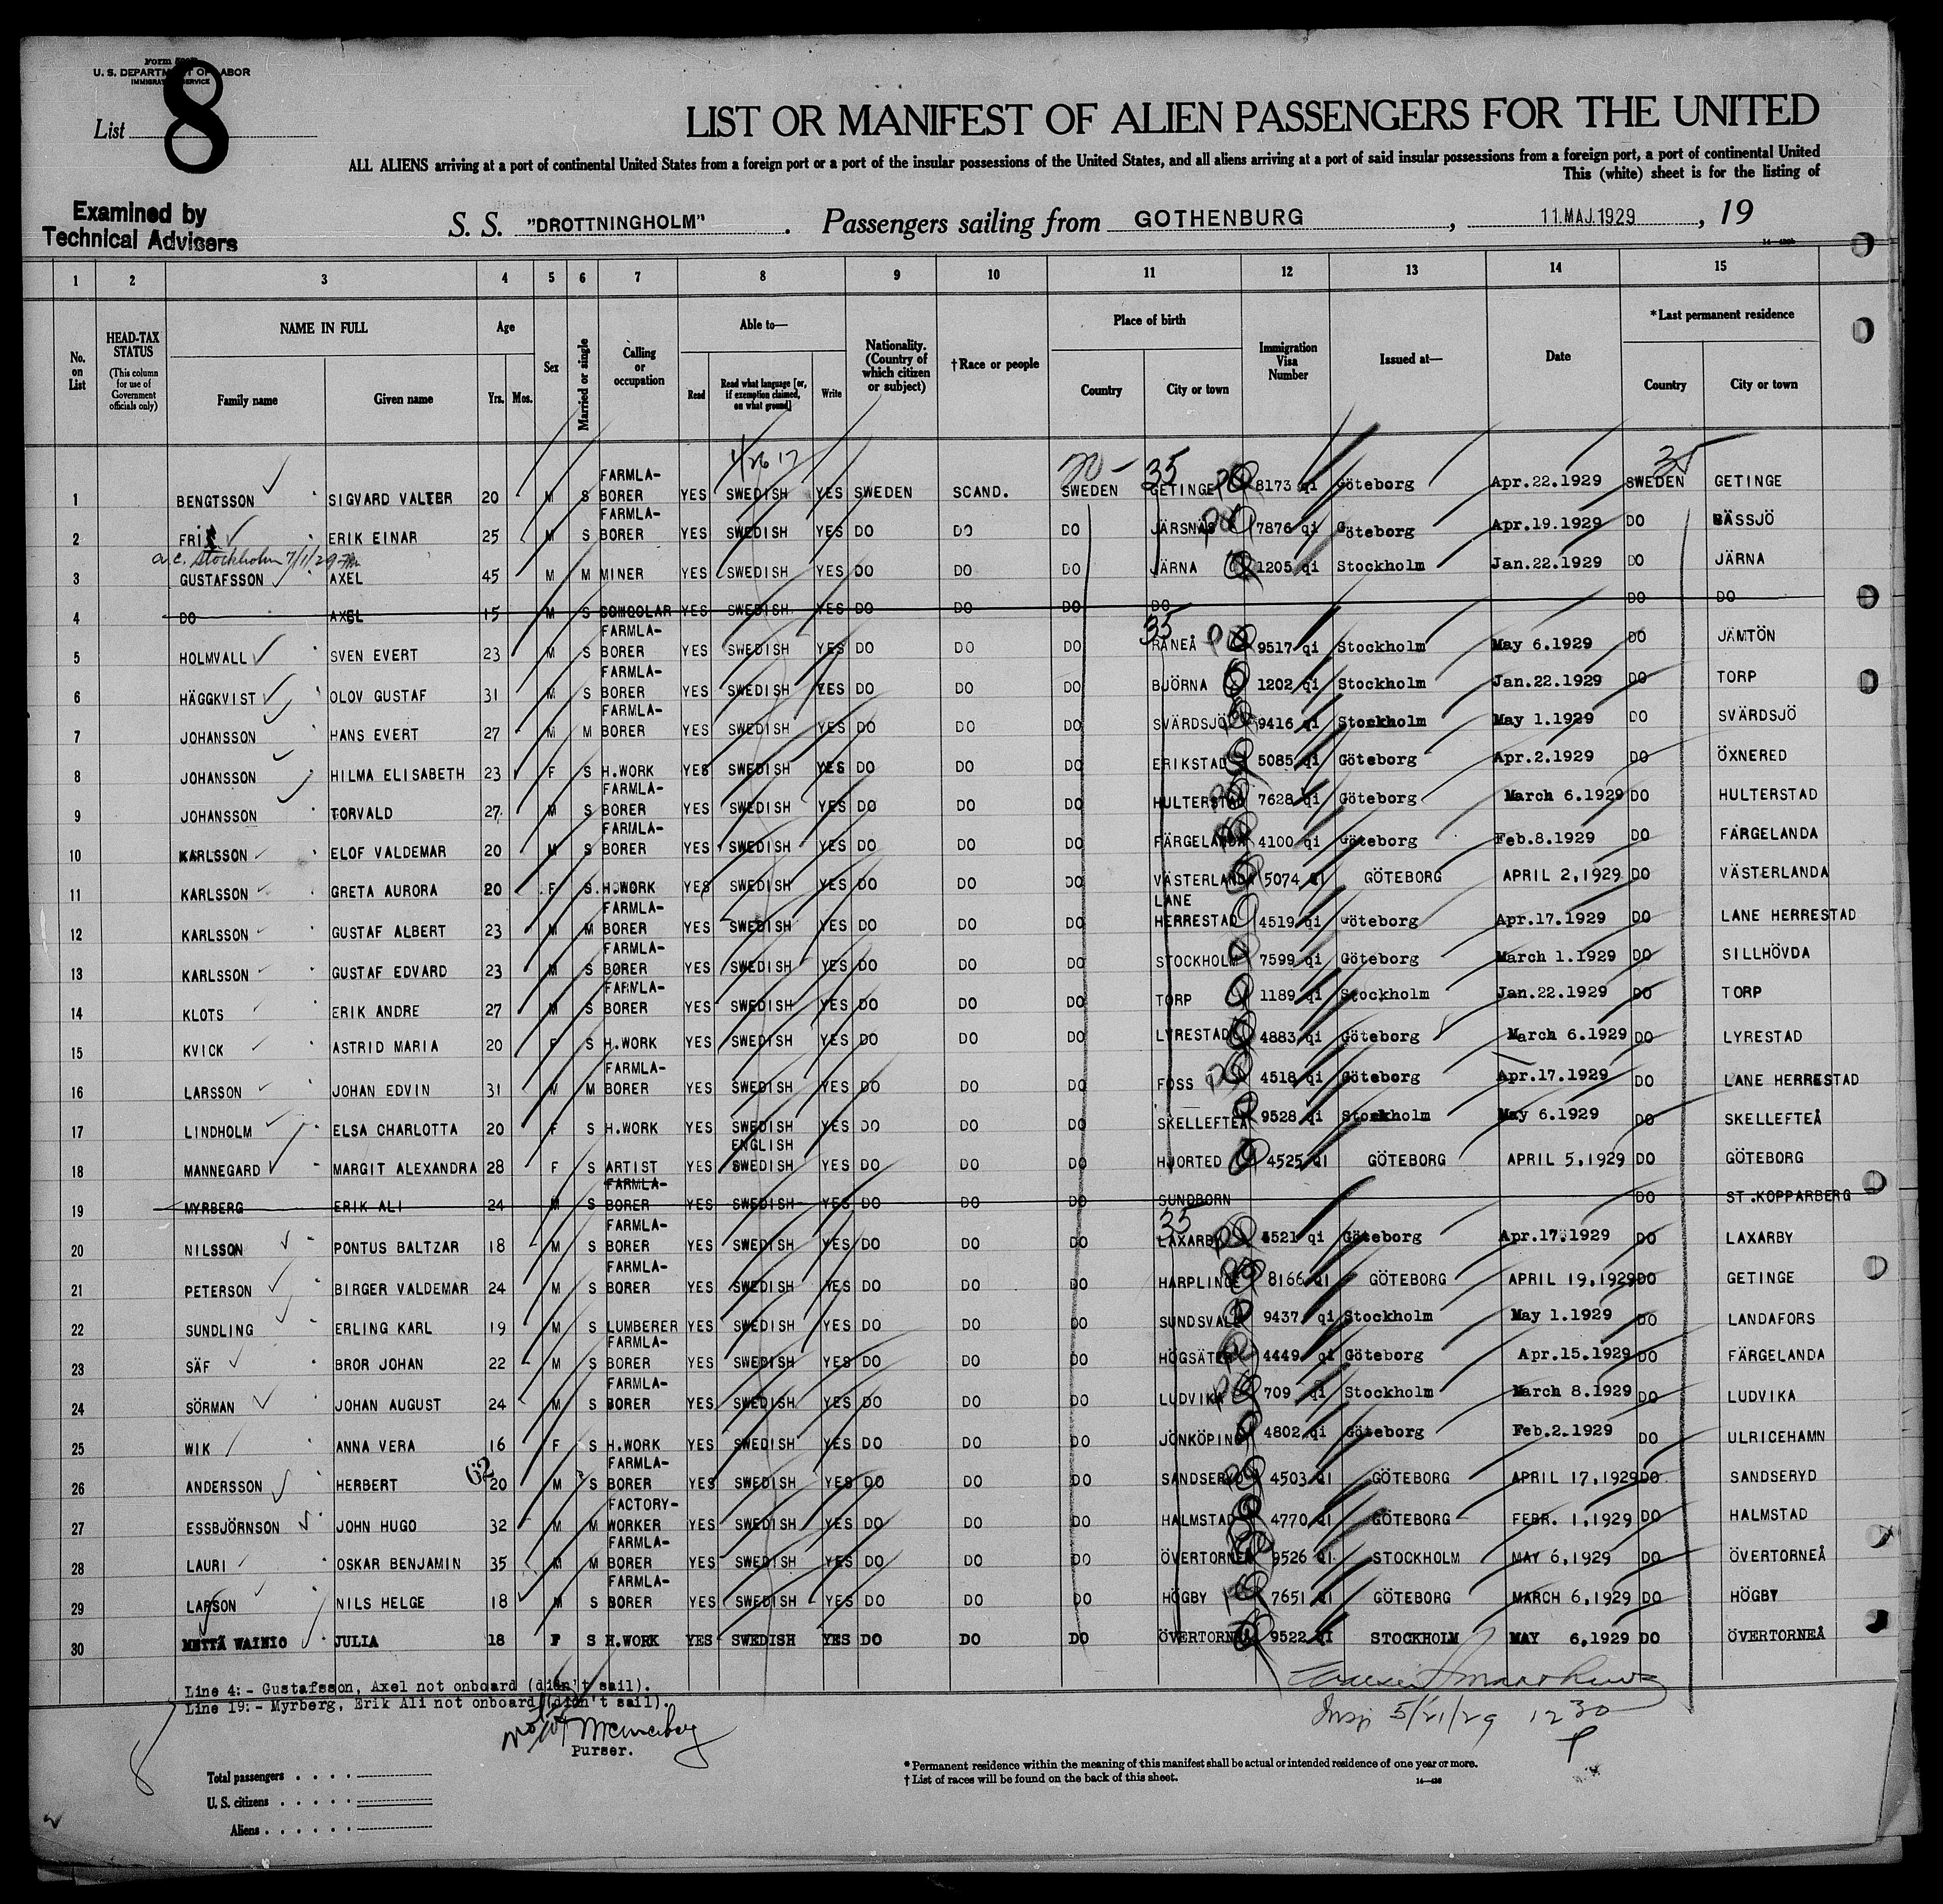 Form
U. S. DEPARTMENT OF LABOR
IMMIGRATION SERVICE
List 8
LIST OR MANIFEST OF ALIEN PASSENGERS FOR THE UNITED
ALL ALIENS arriving at a port of continental United States from a foreign port or a port of the insular possessions of the United States, and all aliens arriving at a port of said insular possessions from a foreign port, a port of continental United
This (white) sheet is for the listing of
Examined by
Technical Advisers
S. S. "DROTTNINGHOLM". Passengers sailing from GOTHENBURG, 11.MAJ.1929, 19
1 2 3 4 5 6 7 8 9 10 11 12 13 14 15
No. on List
HEAD-TAX STATUS (This column for use of Government officials only)
NAME IN FULL Family name Given name
Age Yrs. Mos.
Sex
Married or single
Calling or occupation
Able to— Read Read what language [or, if exemption claimed, on what ground] Write
Nationality. (Country of which citizen or subject)
†Race or people
Place of birth Country City or town
Immigration Visa Number
Issued at—
Date
*Last permanent residence Country City or town
1 BENGTSSON SIGVARD VALTER 20 M S FARMLA-BORER YES SWEDISH YES SWEDEN SCAND. SWEDEN GETINGE 8173 qi Göteborg Apr.22.1929 SWEDEN GETINGE
2 ERIK EINAR 25 M S FARMLA-BORER YES SWEDISH YES DO DO DO JÄRSNÄS 7876 qi Göteborg Apr.19.1929 DO BÄSSJÖ
a.c. Stockholm 7/1/29
3 GUSTAFSSON AXEL 45 M M MINER YES SWEDISH YES DO DO DO JÄRNA 1205 qi Stockholm Jan.22.1929 DO JÄRNA
4 DO AXEL 15 M S SCHOOLAR YES SWEDISH YES DO DO DO DO DO DO
5 HOLMVALL SVEN EVERT 23 M S FARMLA-BORER YES SWEDISH YES DO DO DO RÅNEÅ 9517 qi Stockholm May 6.1929 DO JÄMTÖN
6 HÄGGKVIST OLOV GUSTAF 31 M S FARMLA-BORER YES SWEDISH YES DO DO DO BJÖRNA 1202 qi Stockholm Jan.22.1929 DO TORP
7 JOHANSSON HANS EVERT 27 M M FARMLA-BORER YES SWEDISH YES DO DO DO SVÄRDSJÖ 9416 qi Stockholm May 1.1929 DO SVÄRDSJÖ
8 JOHANSSON HILMA ELISABETH 23 F S H.WORK YES SWEDISH YES DO DO DO ERIKSTAD 5085 qi Göteborg Apr.2.1929 DO ÖXNERED
9 JOHANSSON TORVALD 27 M S FARMLA-BORER YES SWEDISH YES DO DO DO HULTERSTAD 7628 qi Göteborg March 6.1929 DO HULTERSTAD
10 KARLSSON ELOF VALDEMAR 20 M S FARMLA-BORER YES SWEDISH YES DO DO DO FÄRGELANDA 4100 qi Göteborg Feb.8.1929 DO FÄRGELANDA
11 KARLSSON GRETA AURORA 20 F S H.WORK YES SWEDISH YES DO DO DO VÄSTERLANDA 5074 QI GÖTEBORG APRIL 2,1929 DO VÄSTERLANDA
12 KARLSSON GUSTAF ALBERT 23 M M FARMLA-BORER YES SWEDISH YES DO DO DO LANE HERRESTAD 4519 qi Göteborg Apr.17.1929 DO LANE HERRESTAD
13 KARLSSON GUSTAF EDVARD 23 M S FARMLA-BORER YES SWEDISH YES DO DO DO STOCKHOLM 7599 qi Göteborg March 1.1929 DO SILLHÖVDA
14 KLOTS ERIK ANDRE 27 M S FARMLA-BORER YES SWEDISH YES DO DO DO TORP 1189 qi Stockholm Jan.22.1929 DO TORP
15 KVICK ASTRID MARIA 20 F S H.WORK YES SWEDISH YES DO DO DO LYRESTAD 4883 qi Göteborg March 6.1929 DO LYRESTAD
16 LARSSON JOHAN EDVIN 31 M M FARMLA-BORER YES SWEDISH YES DO DO DO FOSS 4518 qi Göteborg Apr.17.1929 DO LANE HERRESTAD
17 LINDHOLM ELSA CHARLOTTA 20 F S H.WORK YES SWEDISH YES DO DO DO SKELLEFTEÅ 9528 qi Stockholm May 6.1929 DO SKELLEFTEÅ
18 MANNEGARD MARGIT ALEXANDRA 28 F S ARTIST YES ENGLISH SWEDISH YES DO DO DO HJORTED 4525 QI GÖTEBORG APRIL 5,1929 DO GÖTEBORG
19 MYRBERG ERIK ALI 24 M S FARMLA-BORER YES SWEDISH YES DO DO DO SUNDBORN DO ST.KOPPARBERG
20 NILSSON PONTUS BALTZAR 18 M S FARMLA-BORER YES SWEDISH YES DO DO DO LAXARBY 4521 qi Göteborg Apr.17.1929 DO LAXARBY
21 PETERSON BIRGER VALDEMAR 24 M S FARMLA-BORER YES SWEDISH YES DO DO DO HARPLINGE 8166 QI GÖTEBORG APRIL 19,1929 DO GETINGE
22 SUNDLING ERLING KARL 19 M S LUMBERER YES SWEDISH YES DO DO DO SUNDSVALL 9437 qi Stockholm May 1.1929 DO LANDAFORS
23 SÄF BROR JOHAN 22 M S FARMLA-BORER YES SWEDISH YES DO DO DO HÖGSÄTER 4449 qi Göteborg Apr.15.1929 DO FÄRGELANDA
24 SÖRMAN JOHAN AUGUST 24 M S FARMLA-BORER YES SWEDISH YES DO DO DO LUDVIKA 709 qi Stockholm March 8.1929 DO LUDVIKA
25 WIK ANNA VERA 16 F S H.WORK YES SWEDISH YES DO DO DO JÖNKÖPING 4802 qi Göteborg Feb.2.1929 DO ULRICEHAMN
26 ANDERSSON HERBERT 20 M S FARMLA-BORER YES SWEDISH YES DO DO DO SANDSERYD 4503 QI GÖTEBORG APRIL 17,1929 DO SANDSERYD
27 ESSBJÖRNSON JOHN HUGO 32 M M FACTORY-WORKER YES SWEDISH YES DO DO DO HALMSTAD 4770 QI GÖTEBORG FEBR. 1,1929 DO HALMSTAD
28 LAURI OSKAR BENJAMIN 35 M M FARMLA-BORER YES SWEDISH YES DO DO DO ÖVERTORNEÅ 9526 QI STOCKHOLM MAY 6,1929 DO ÖVERTORNEÅ
29 LARSON NILS HELGE 18 M S FARMLA-BORER YES SWEDISH YES DO DO DO HÖGBY 7651 QI GÖTEBORG MARCH 6,1929 DO HÖGBY
30 METTÄ WAINIO JULIA 18 F S H.WORK YES SWEDISH YES DO DO DO ÖVERTORNEÅ 9522 QI STOCKHOLM MAY 6,1929 DO ÖVERTORNEÅ
Line 4:- Gustafsson, Axel not onboard (didn't sail).
Line 19:- Myrberg, Erik Ali not onboard (didn't sail).
Purser.
Insp 5/21/29 1230
Total passengers
U. S. citizens
Aliens
* Permanent residence within the meaning of this manifest shall be actual or intended residence of one year or more.
† List of races will be found on the back of this sheet.